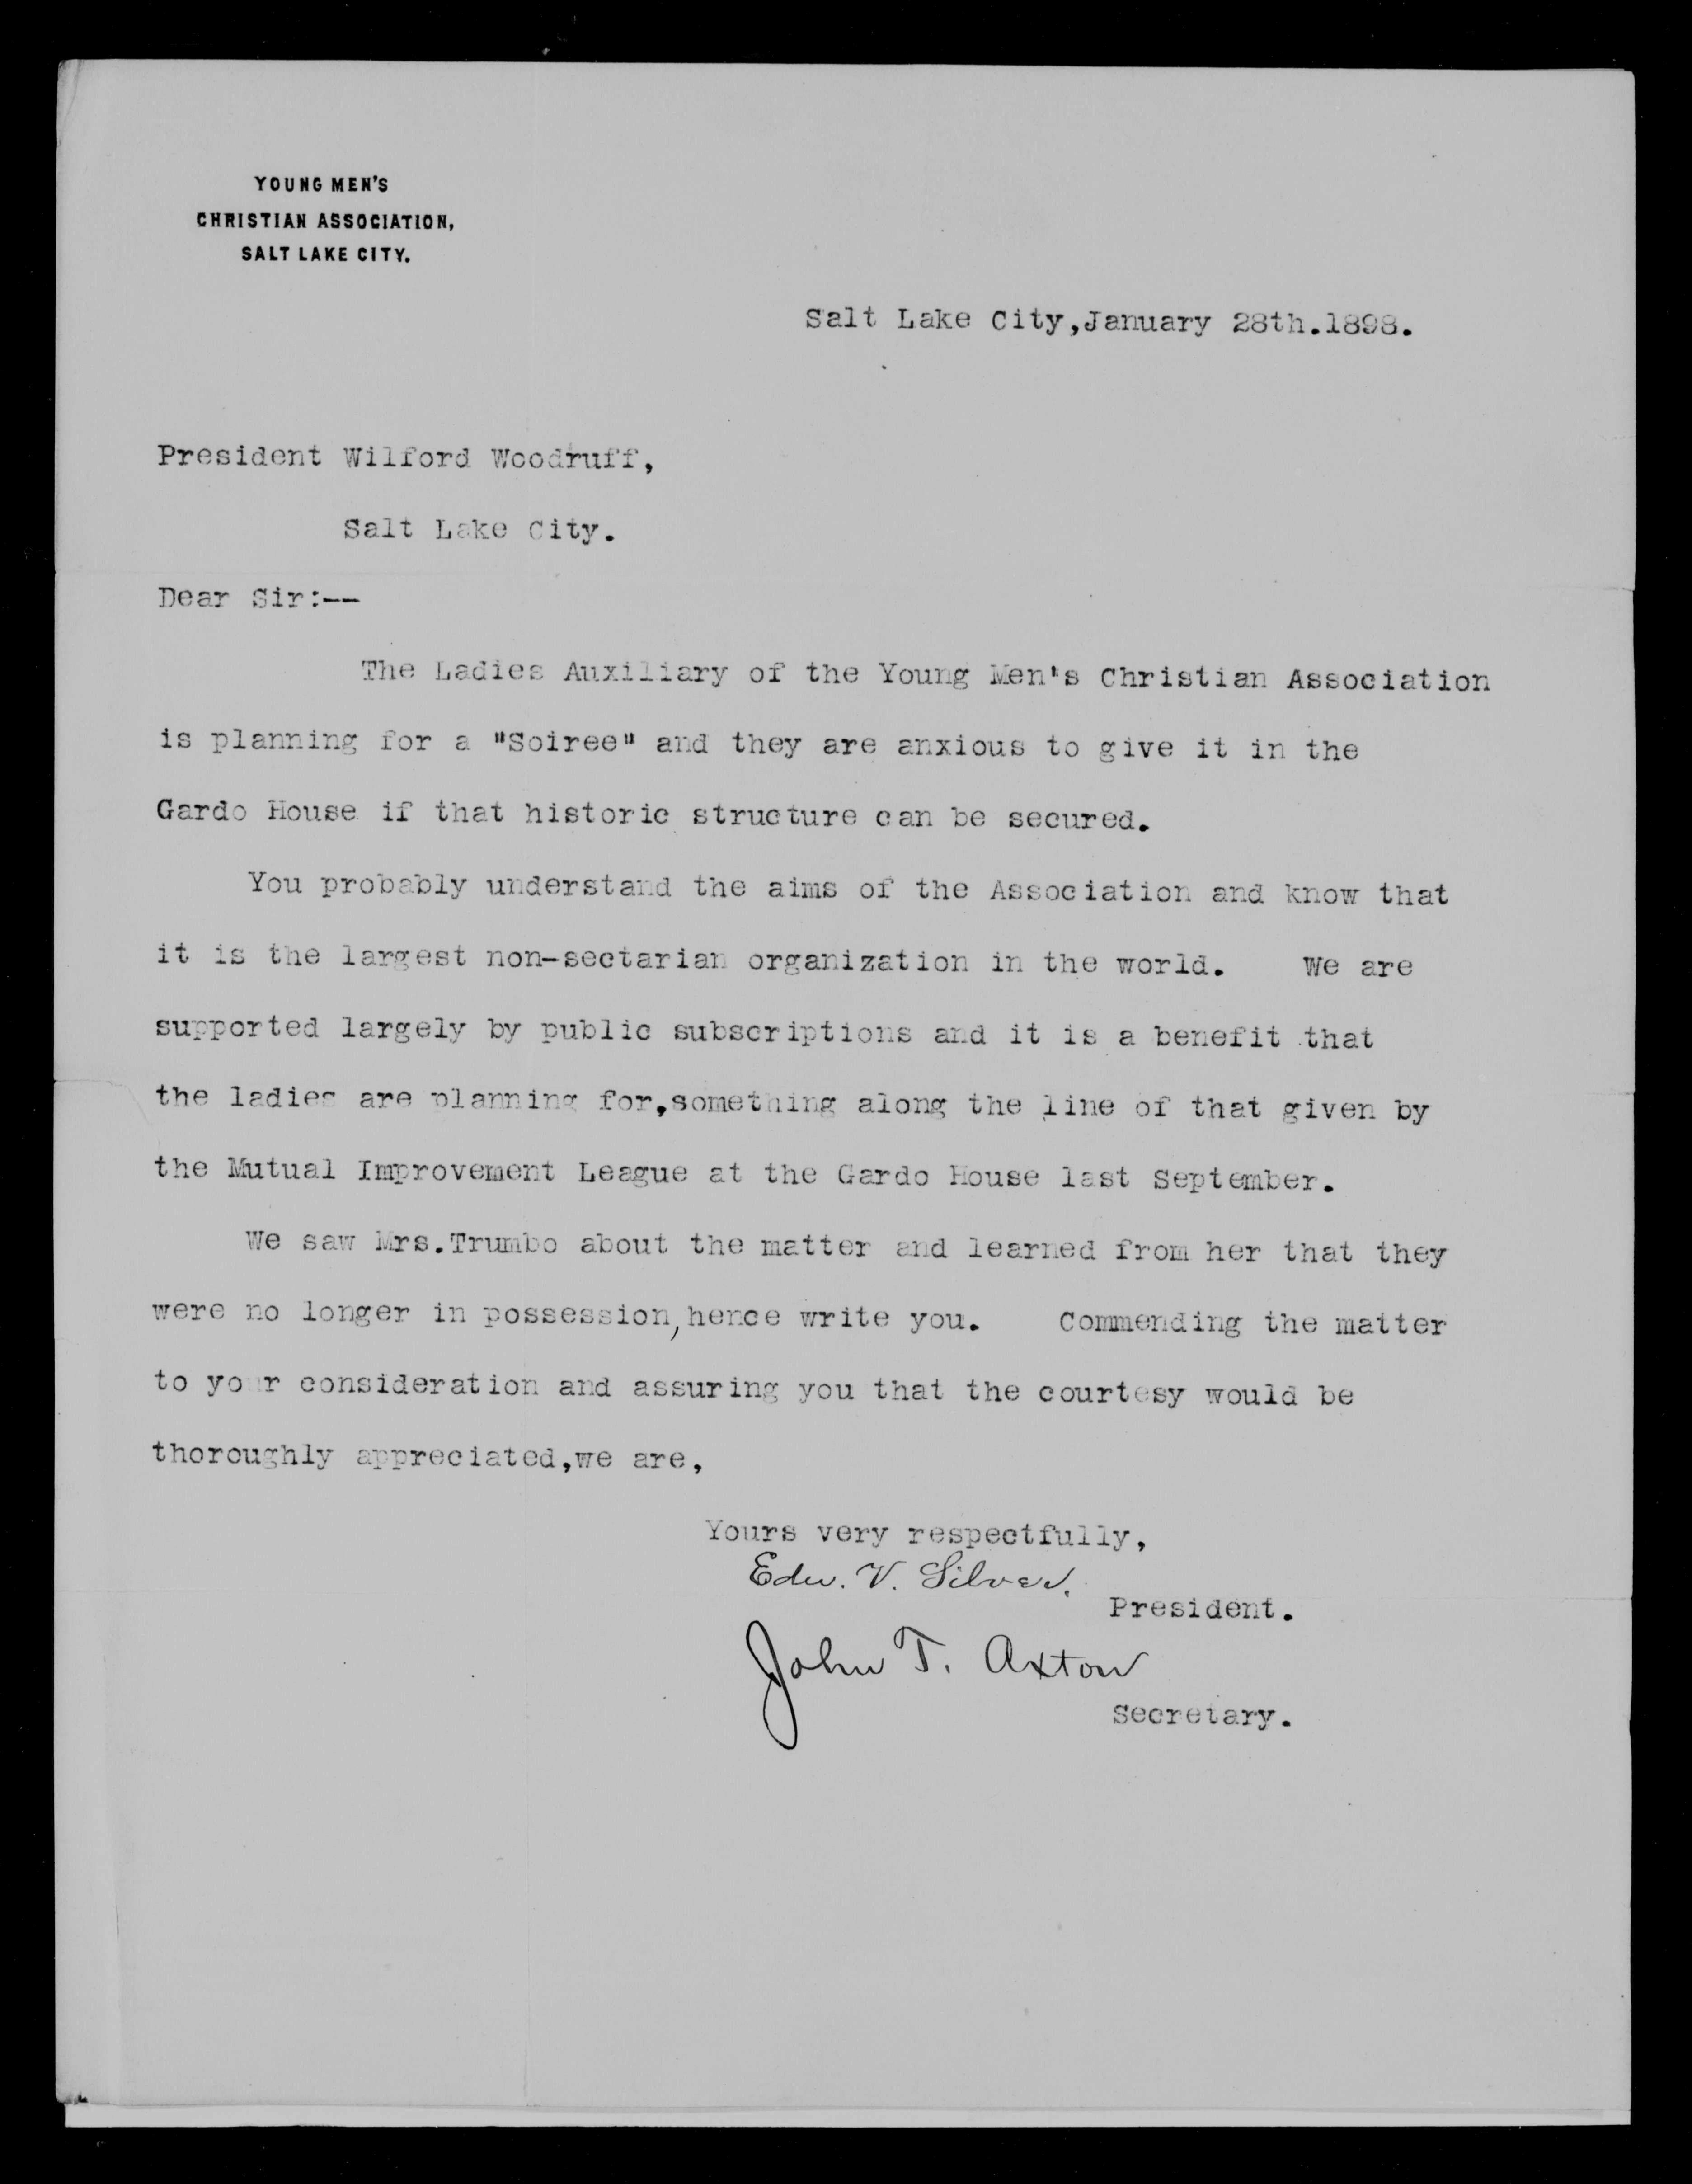 YOUNG MEN'S
CHRISTIAN ASSOCIATION,
SALT LAKE CITY.
Salt Lake City,January 28th.1898.
President Wilford Woodruff,
Salt Lake City.
Dear Sir:--
The Ladies Auxiliary of the Young Men's Christian Association
is planning for a "Soiree" and they are anxious to give it in the
Gardo House if that historic structure can be secured.
You probably understand the aims of the Association and know that
it is the largest non-sectarian organization in the world. We are
supported largely by public subscriptions and it is a benefit that
the ladies are planning for,something along the line of that given by
the Mutual Improvement League at the Gardo House last September.
We saw Mrs.Trumbo about the matter and learned from her that they
were no longer in possession,hence write you. Commending the matter
to your consideration and assuring you that the courtesy would be
thoroughly appreciated,we are,
Yours very respectfully,
Edw. V. Silver.
President.
John T. Axton
Secretary.